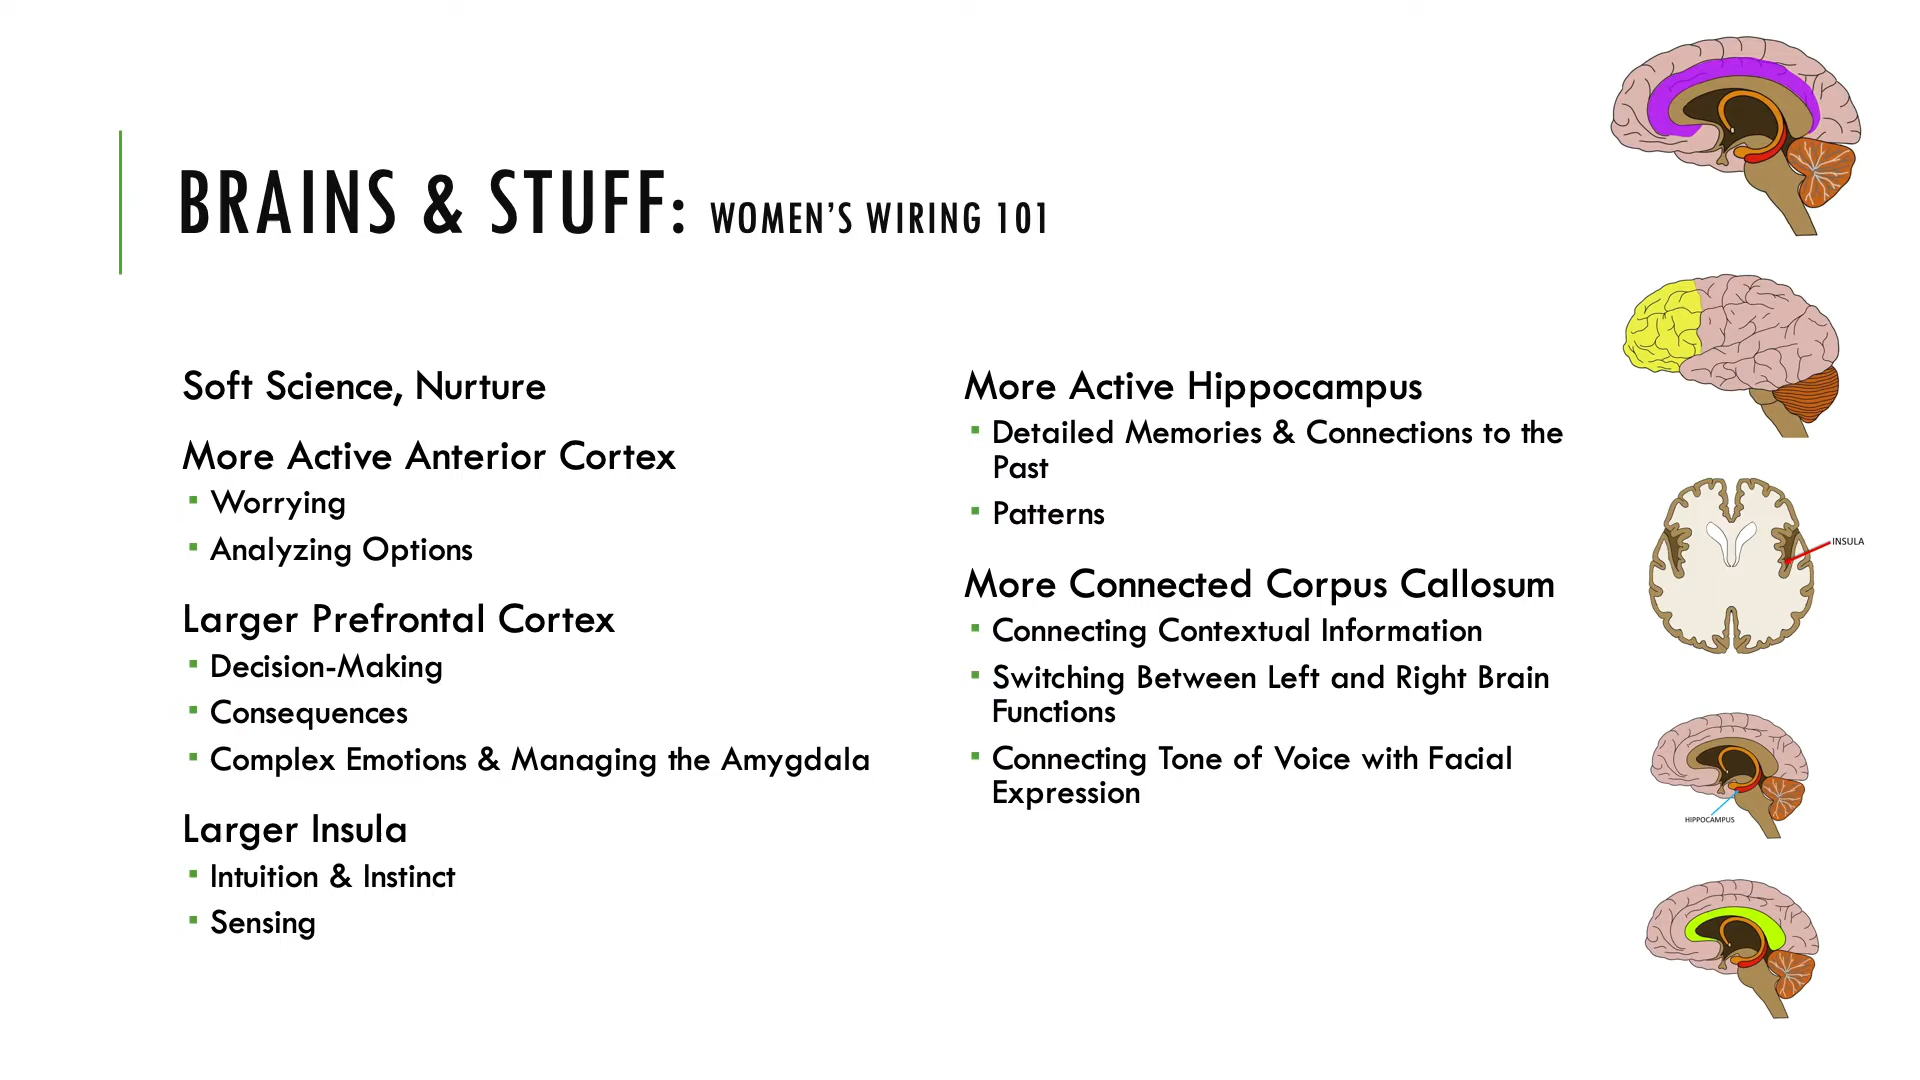 BRAINS & STUFF: WOMEN’S WIRING 101
Soft Science, Nurture
More Active Anterior Cortex
▪ Worrying
▪ Analyzing Options
Larger Prefrontal Cortex
▪ Decision-Making
▪ Consequences
▪ Complex Emotions & Managing the Amygdala
Larger Insula
▪ Intuition & Instinct
▪ Sensing
More Active Hippocampus
▪ Detailed Memories & Connections to the
Past
▪ Patterns
More Connected Corpus Callosum
▪ Connecting Contextual Information
▪ Switching Between Left and Right Brain
Functions
▪ Connecting Tone of Voice with Facial
Expression
INSULA
HIPPOCAMPUS